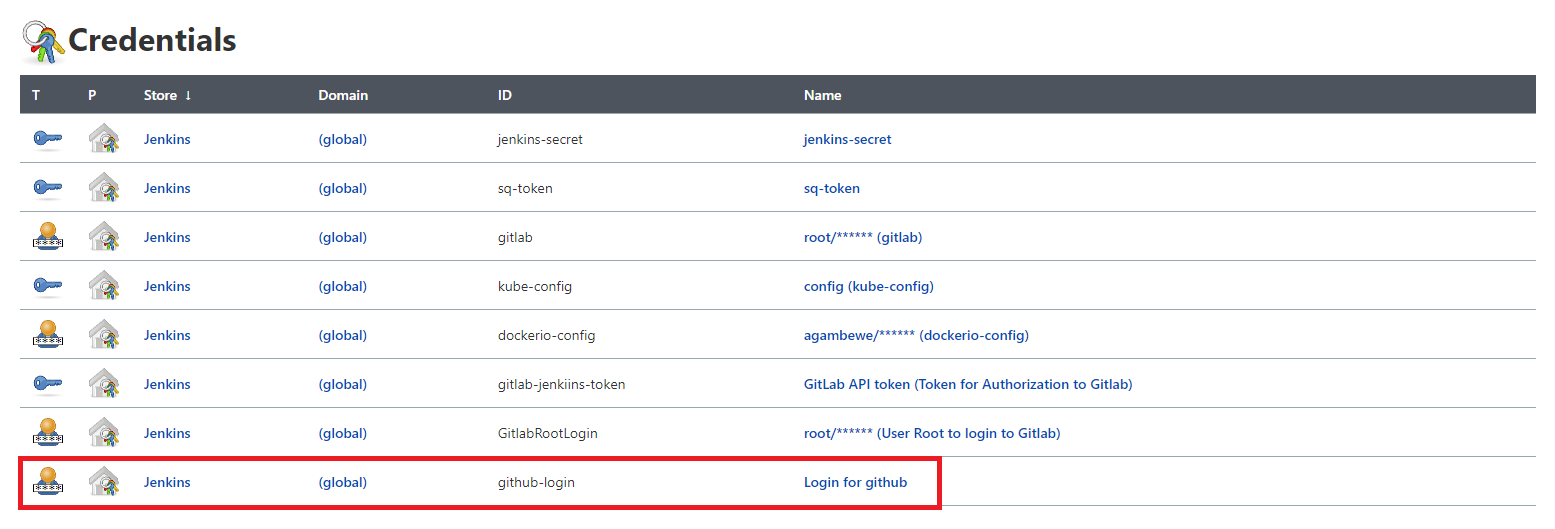 Credentials
T P Store ↓ Domain ID Name
Jenkins (global) jenkins-secret jenkins-secret
Jenkins (global) sq-token sq-token
**** Jenkins (global) gitlab root/****** (gitlab)
Jenkins (global) kube-config config (kube-config)
**** Jenkins (global) dockerio-config agambewe/****** (dockerio-config)
Jenkins (global) gitlab-jenkiins-token GitLab API token (Token for Authorization to Gitlab)
**** Jenkins (global) GitlabRootLogin root/****** (User Root to login to Gitlab)
**** Jenkins (global) github-login Login for github